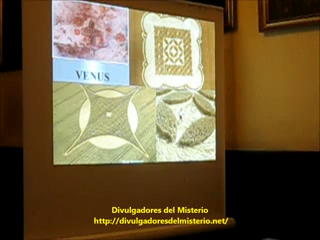 VENUS
Divulgadores del Misterio
http://divulgadoresdelmisterio.net/